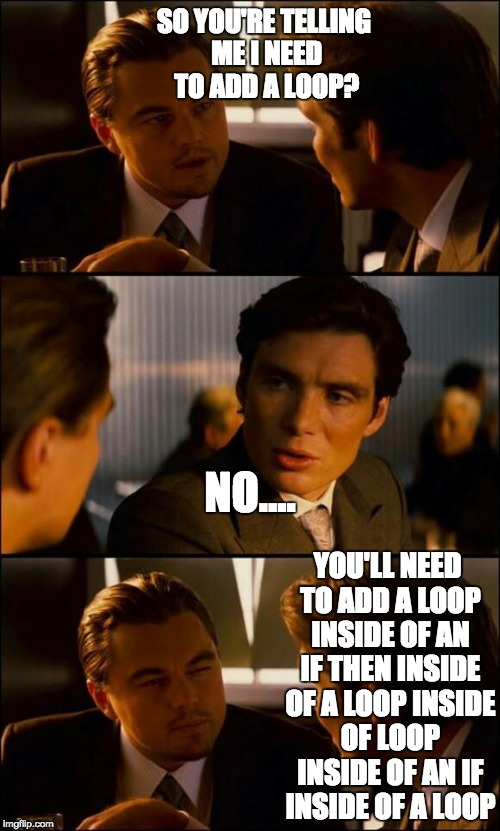 SO YOU'RE TELLING
ME I NEED
TO ADD A LOOP?
NO....
YOU'LL NEED
TO ADD A LOOP
INSIDE OF AN
IF THEN INSIDE
OF A LOOP INSIDE
OF LOOP
INSIDE OF AN IF
INSIDE OF A LOOP
imgflip.com